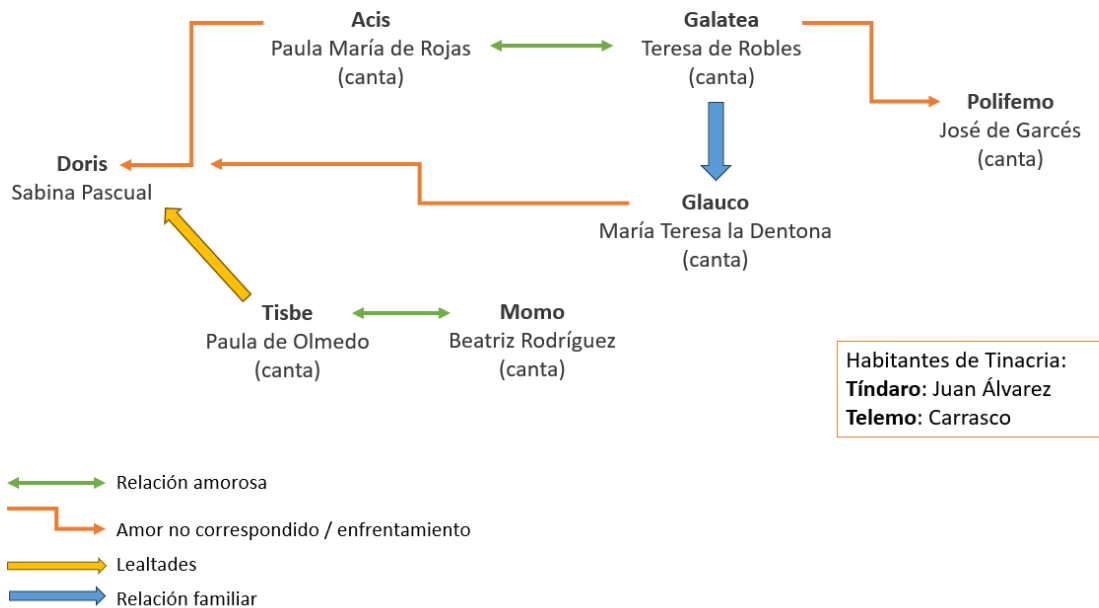 Acis
Paula María de Rojas
(canta)
Galatea
Teresa de Robles
(canta)
Polifemo
José de Garcés
(canta)
Doris
Sabina Pascual
Glauco
María Teresa la Dentona
(canta)
Tisbe
Paula de Olmedo
(canta)
Momo
Beatriz Rodríguez
(canta)
Habitantes de Tinacria:
Tíndaro: Juan Álvarez
Telemo: Carrasco
Relación amorosa
Amor no correspondido / enfrentamiento
Lealtades
Relación familiar